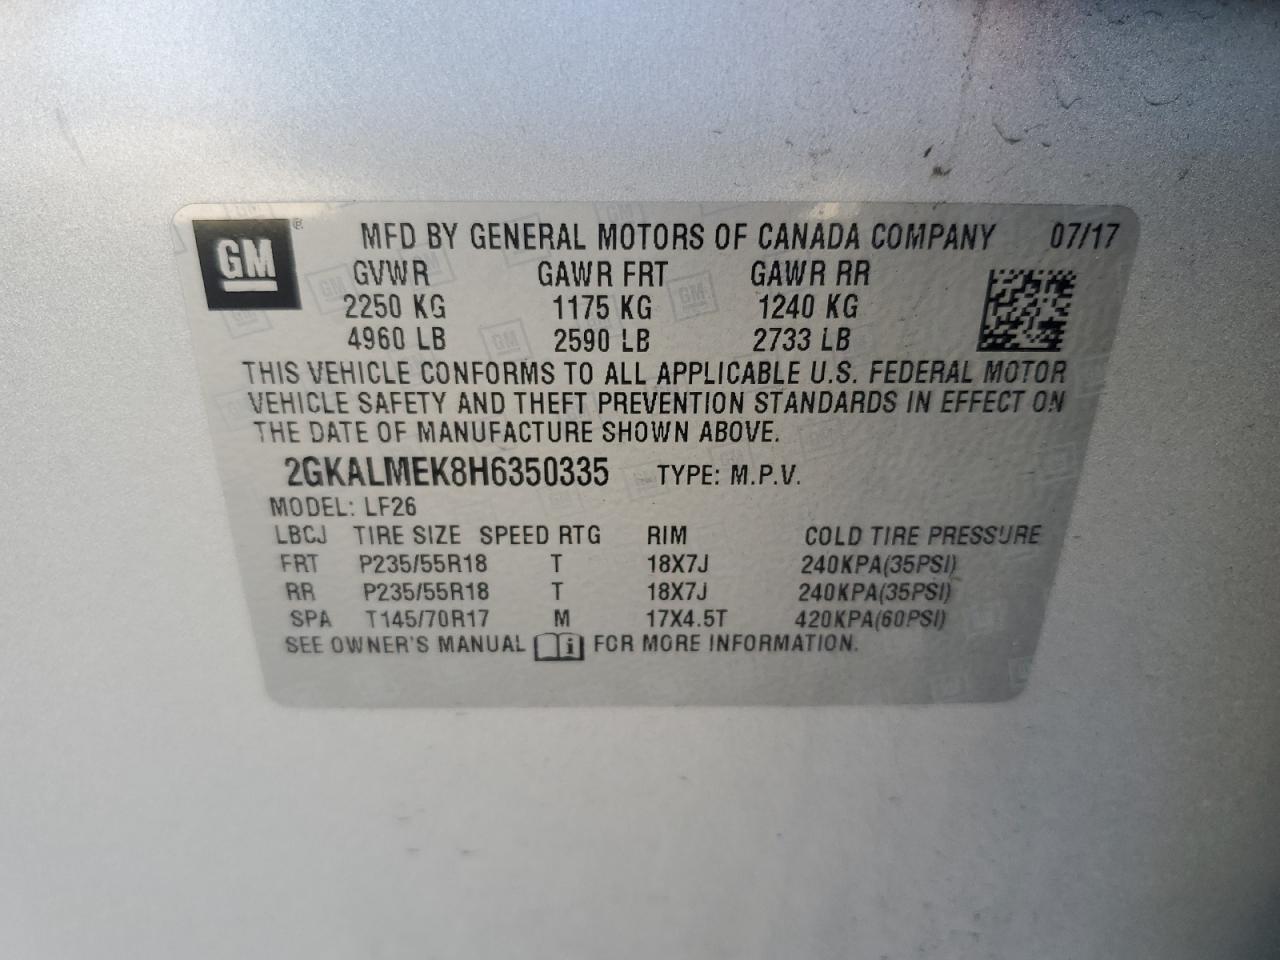 GM ® MFD BY GENERAL MOTORS OF CANADA COMPANY 07/17
GVWR GAWR FRT GAWR RR
2250 KG 1175 KG 1240 KG
4960 LB 2590 LB 2733 LB
THIS VEHICLE CONFORMS TO ALL APPLICABLE U.S. FEDERAL MOTOR
VEHICLE SAFETY AND THEFT PREVENTION STANDARDS IN EFFECT ON
THE DATE OF MANUFACTURE SHOWN ABOVE.
2GKALMEK8H6350335 TYPE: M.P.V.
MODEL: LF26
LBCJ TIRE SIZE SPEED RTG RIM COLD TIRE PRESSURE
FRT P235/55R18 T 18X7J 240KPA(35PSI)
RR P235/55R18 T 18X7J 240KPA(35PSI)
SPA T145/70R17 M 17X4.5T 420KPA(60PSI)
SEE OWNER'S MANUAL i FOR MORE INFORMATION.